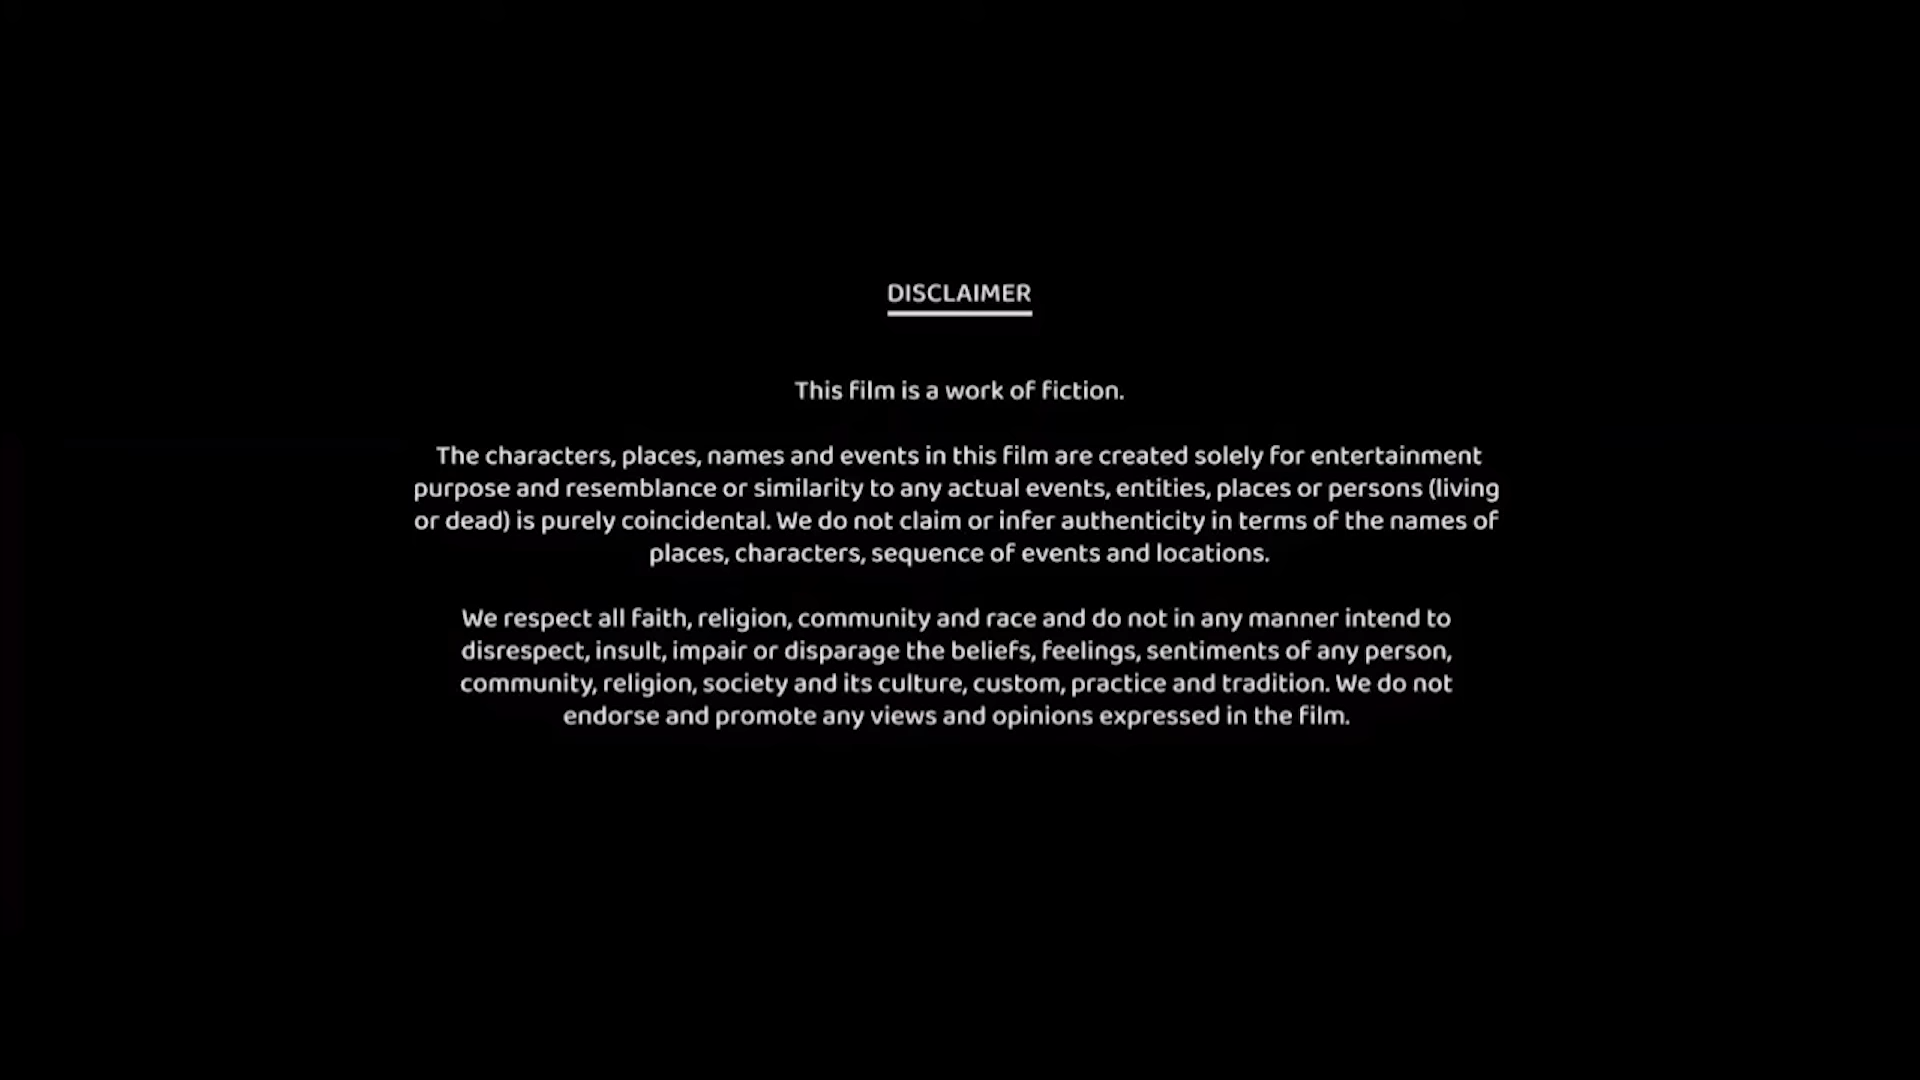 DISCLAIMER
This film is a work of fiction.
The characters, places, names and events in this film are created solely for entertainment
purpose and resemblance or similarity to any actual events, entities, places or persons (living
or dead) is purely coincidental. We do not claim or infer authenticity in terms of the names of
places, characters, sequence of events and locations.
We respect all faith, religion, community and race and do not in any manner intend to
disrespect, insult, impair or disparage the beliefs, feelings, sentiments of any person,
community, religion, society and its culture, custom, practice and tradition. We do not
endorse and promote any views and opinions expressed in the film.